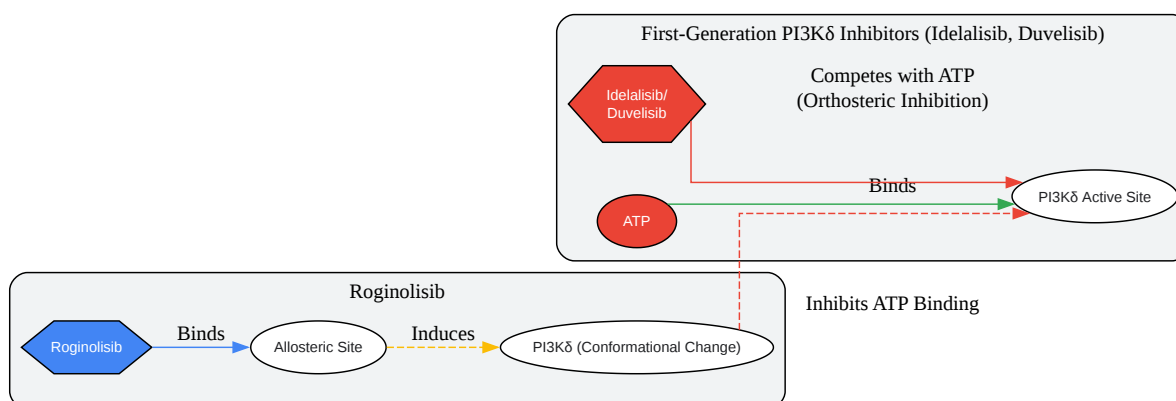 First-Generation PI3Kδ Inhibitors (Idelalisib, Duvelisib)
Competes with ATP
(Orthosteric Inhibition)
Idelalisib/
Duvelisib
Binds
PI3Kδ Active Site
ATP
Roginolisib
Inhibits ATP Binding
Roginolisib
Binds
Allosteric Site
Induces
PI3Kδ (Conformational Change)